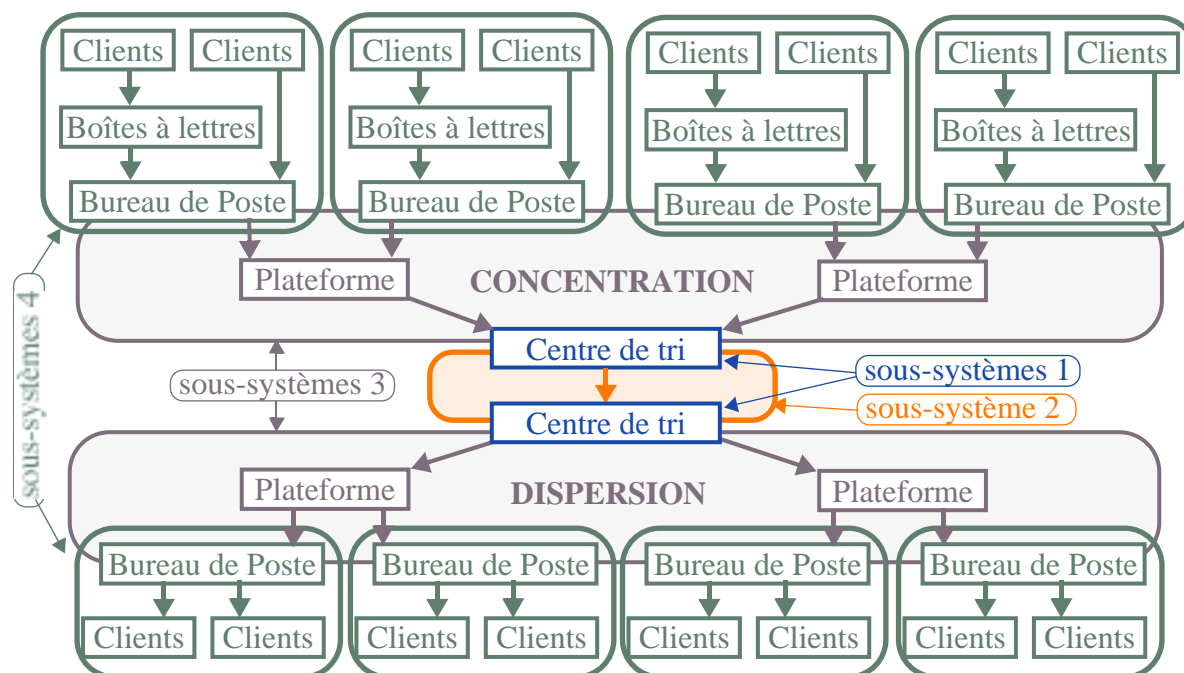 Clients Clients Clients Clients Clients Clients Clients Clients
Boîtes à lettres Boîtes à lettres Boîtes à lettres Boîtes à lettres
Bureau de Poste Bureau de Poste Bureau de Poste Bureau de Poste
Plateforme CONCENTRATION Plateforme
sous-systèmes 4
Centre de tri
sous-systèmes 3
sous-systèmes 1
sous-système 2
Centre de tri
Plateforme DISPERSION Plateforme
Bureau de Poste Bureau de Poste Bureau de Poste Bureau de Poste
Clients Clients Clients Clients Clients Clients Clients Clients